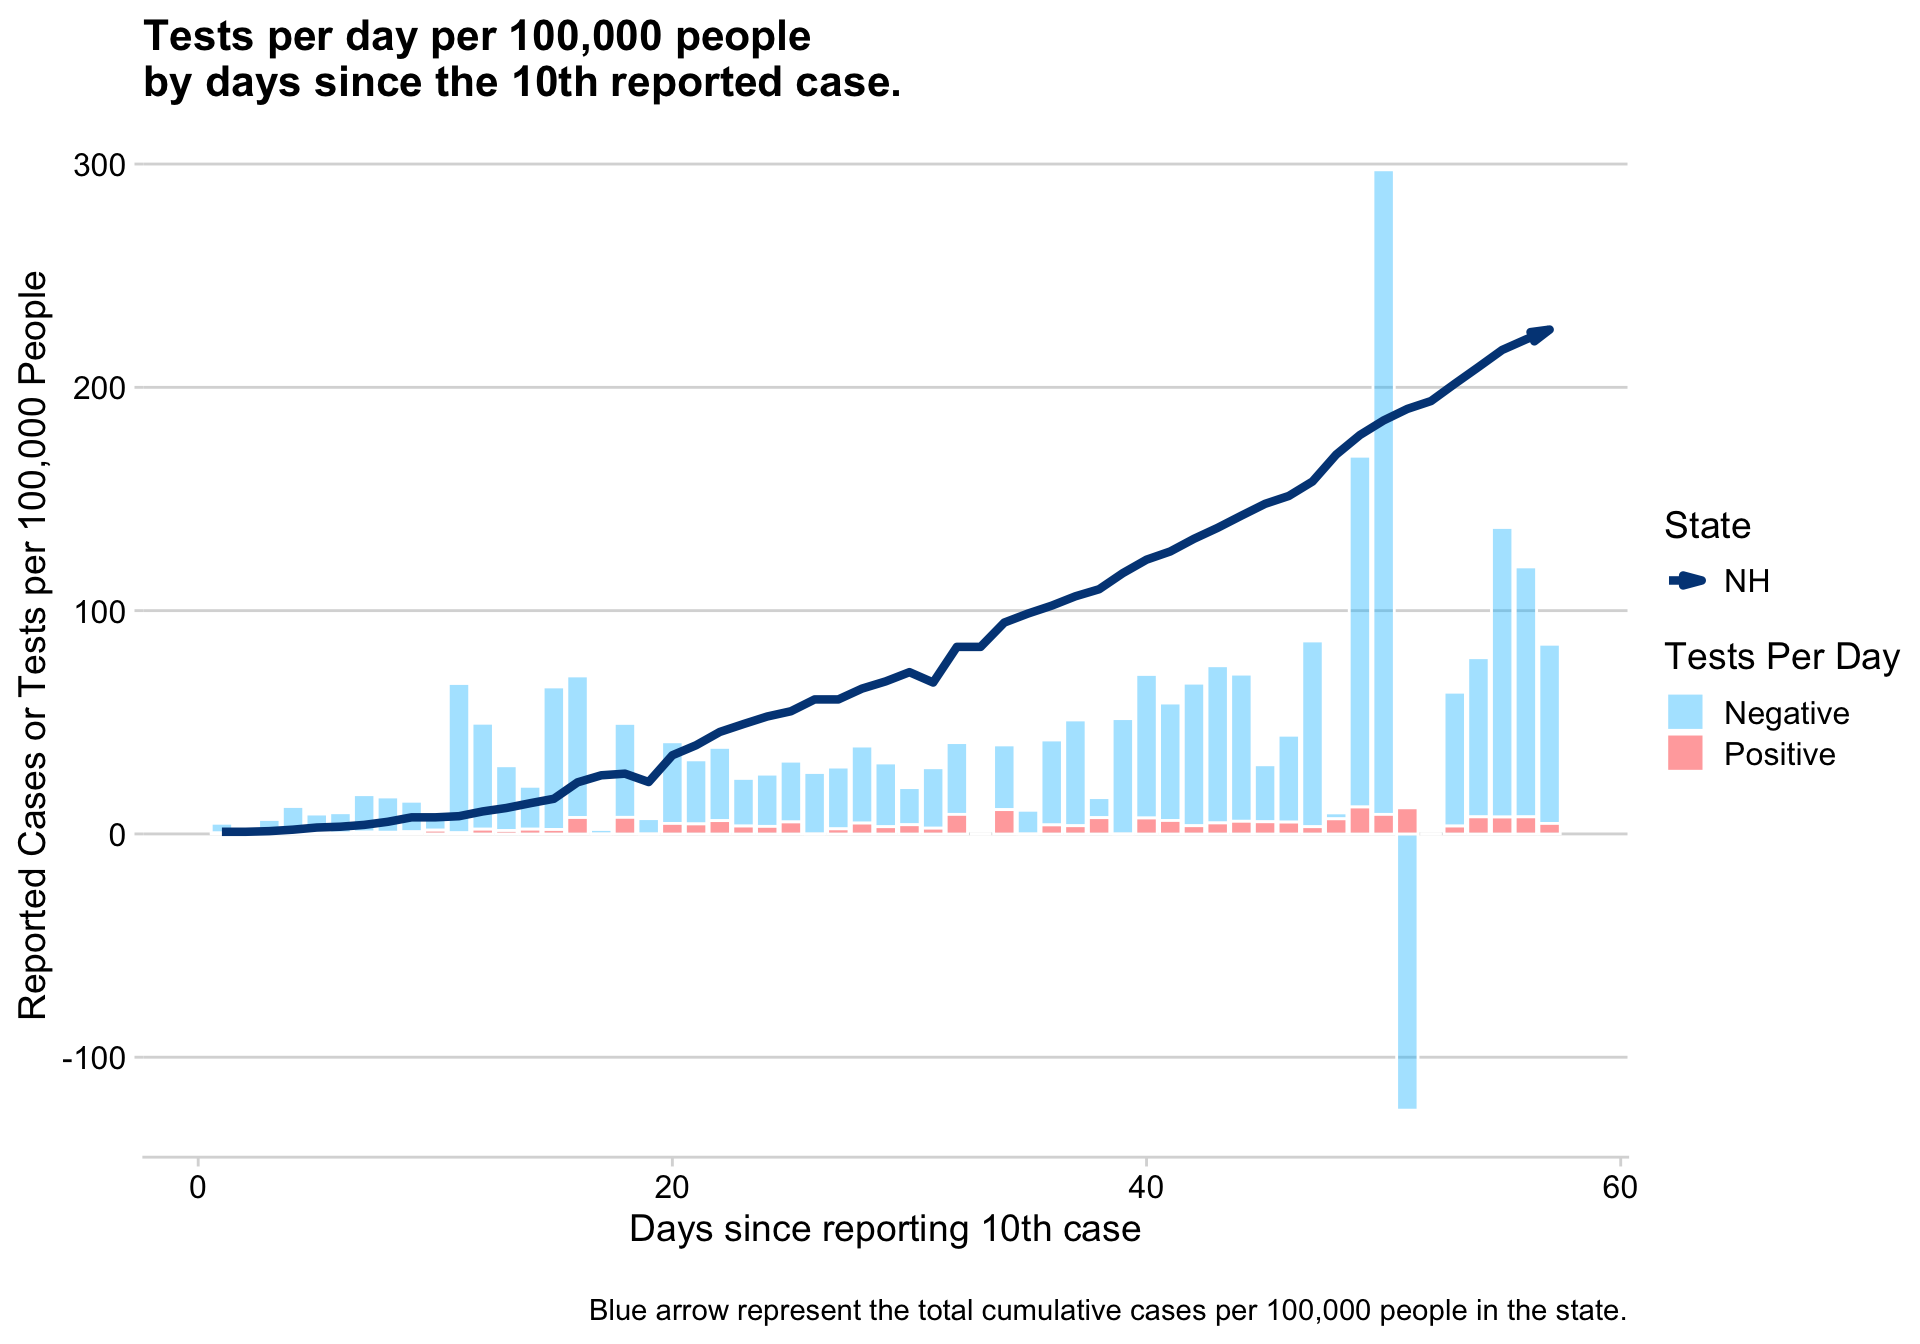 Tests per day per 100,000 people
by days since the 10th reported case.
Reported Cases or Tests per 100,000 People
300
200
100
0
-100
0
20
40
60
Days since reporting 10th case
State
NH
Tests Per Day
Negative
Positive
Blue arrow represent the total cumulative cases per 100,000 people in the state.